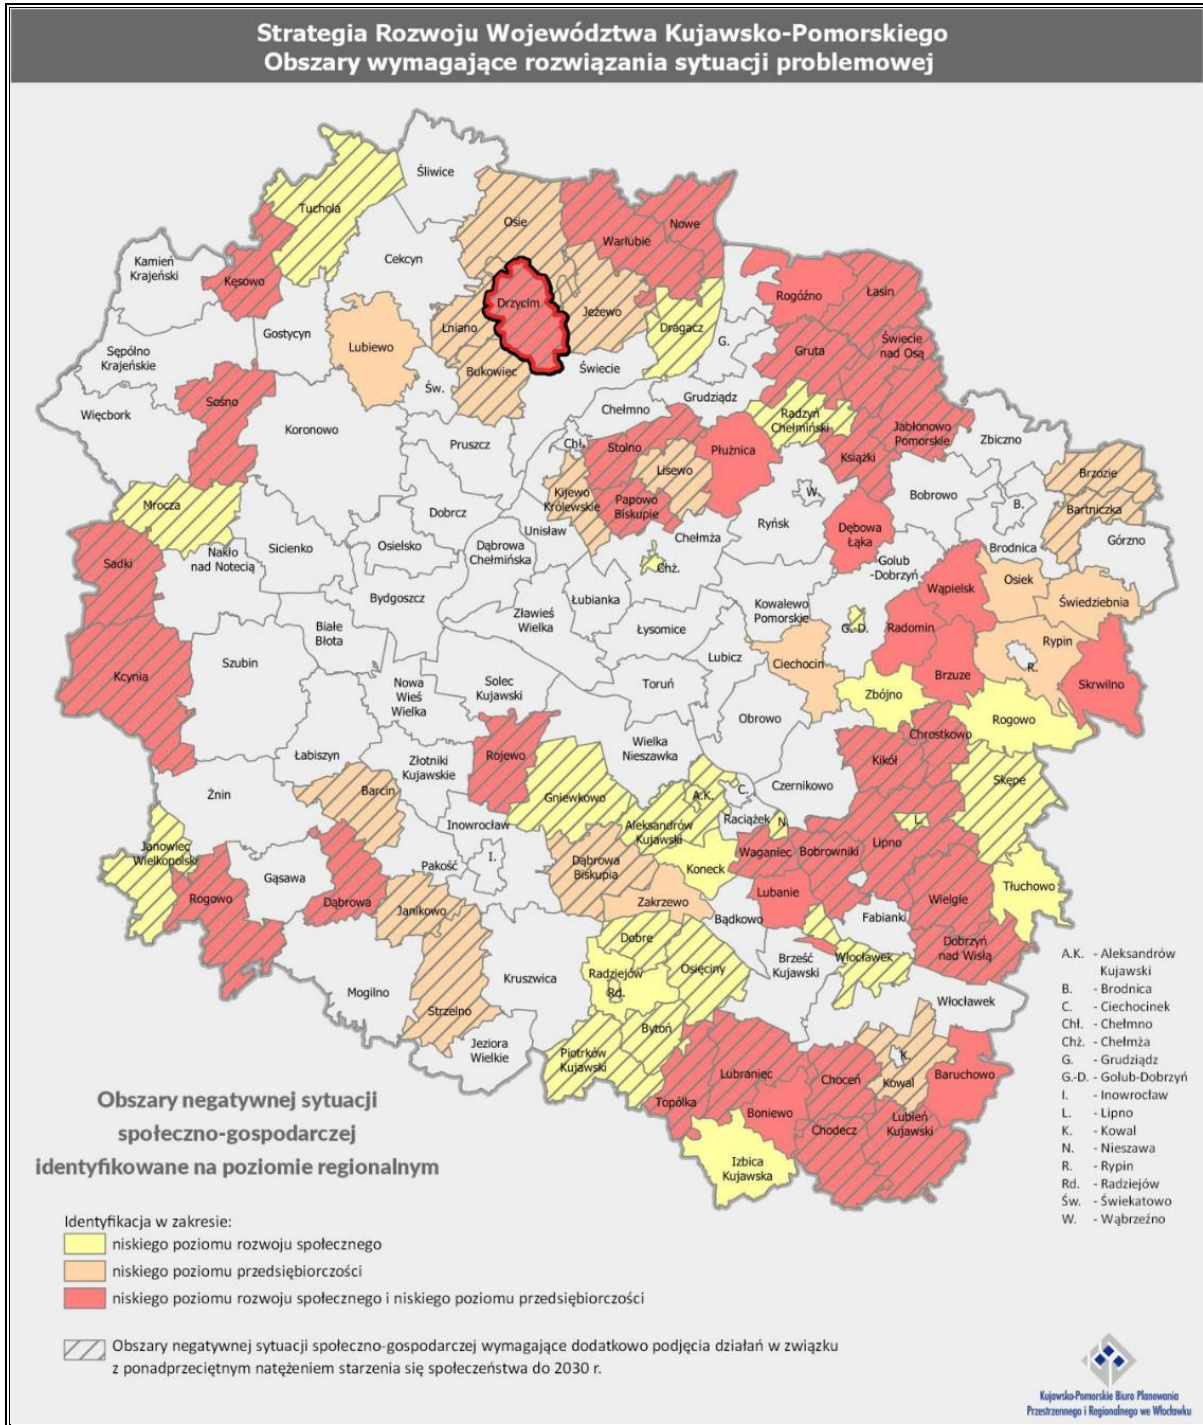 Strategia Rozwoju Województwa Kujawsko-Pomorskiego
Obszary wymagające rozwiązania sytuacji problemowej
Śliwice
Tuchola
Osie
Nowe
Warlubie
Cekcyn
Kamień
Krajeński
Kęsowo
Rogóźno
Łasin
Drzycim
Jeżewo
Lniano
Dragacz
Gostycyn
Lubiewo
G.
Świecie
nad Osą
Gruta
Sępólno
Krajeńskie
Bukowiec
Świecie
Św.
Grudziądz
Więcbork
Sośno
Chełmno
Radzyń
Chełmiński
Koronowo
Jabłonowo
Pomorskie
Zbiczno
Pruszcz
Chł.
Stolno
Płużnica
Książki
Lisewo
Brzozie
Mrocza
Kijewo
Królewskie
Papowo
Biskupie
W.
Bobrowo
B.
Bartniczka
Dobrcz
Unisław
Ryńsk
Dębowa
Łąka
Sicienko
Osielsko
Dąbrowa
Chełmińska
Chełmża
Górzno
Nakło
nad Notecią
Brodnica
Sadki
Chż.
Golub
-Dobrzyń
Osiek
Wąpielsk
Bydgoszcz
Zławieś
Wielka
Łubianka
Kowalewo
Pomorskie
Świedziebnia
Białe
Błota
Łysomice
G.-D.
Radomin
Rypin
R.
Szubin
Lubicz
Ciechocin
Kcynia
Nowa
Wieś
Wielka
Solec
Kujawski
Toruń
Brzuze
Skrwilno
Zbójno
Obrowo
Rogowo
Wielka
Nieszawka
Chrostkowo
Łabiszyn
Złotniki
Kujawskie
Rojewo
Kikół
Skępe
Czernikowo
Żnin
Barcin
Gniewkowo
A.K.
C.
Inowrocław
Aleksandrów
Kujawski
Raciążek
N.
L.
Janowiec
Wielkopolski
Lipno
Waganiec
Bobrowniki
I.
Pakość
Dąbrowa
Biskupia
Koneck
Gąsawa
Tłuchowo
Rogowo
Dąbrowa
Lubanie
Wielgie
Janikowo
Zakrzewo
Bądkowo
Fabianki
Dobre
Dobrzyń
nad Wisłą
Włocławek
Brześć
Kujawski
Osięciny
Radziejów
Rd.
Kruszwica
Mogilno
Włocławek
Strzelno
Bytoń
Jeziora
Wielkie
Piotrków
Kujawski
K.
Lubraniec
Choceń
Kowal
Baruchowo
Topólka
Boniewo
Lubień
Kujawski
Chodecz
Izbica
Kujawska
A.K. - Aleksandrów
Kujawski
B. - Brodnica
C. - Ciechocinek
Chł. - Chełmno
Chż. - Chełmża
G. - Grudziądz
G.-D. - Golub-Dobrzyń
I. - Inowrocław
L. - Lipno
K. - Kowal
N. - Nieszawa
R. - Rypin
Rd. - Radziejów
Św. - Świekatowo
W. - Wąbrzeźno
Obszary negatywnej sytuacji
społeczno-gospodarczej
identyfikowane na poziomie regionalnym
Identyfikacja w zakresie:
niskiego poziomu rozwoju społecznego
niskiego poziomu przedsiębiorczości
niskiego poziomu rozwoju społecznego i niskiego poziomu przedsiębiorczości
Obszary negatywnej sytuacji społeczno-gospodarczej wymagające dodatkowo podjęcia działań w związku
z ponadprzeciętnym natężeniem starzenia się społeczeństwa do 2030 r.
Kujawsko-Pomorskie Biuro Planowania
Przestrzennego i Regionalnego we Włocławku